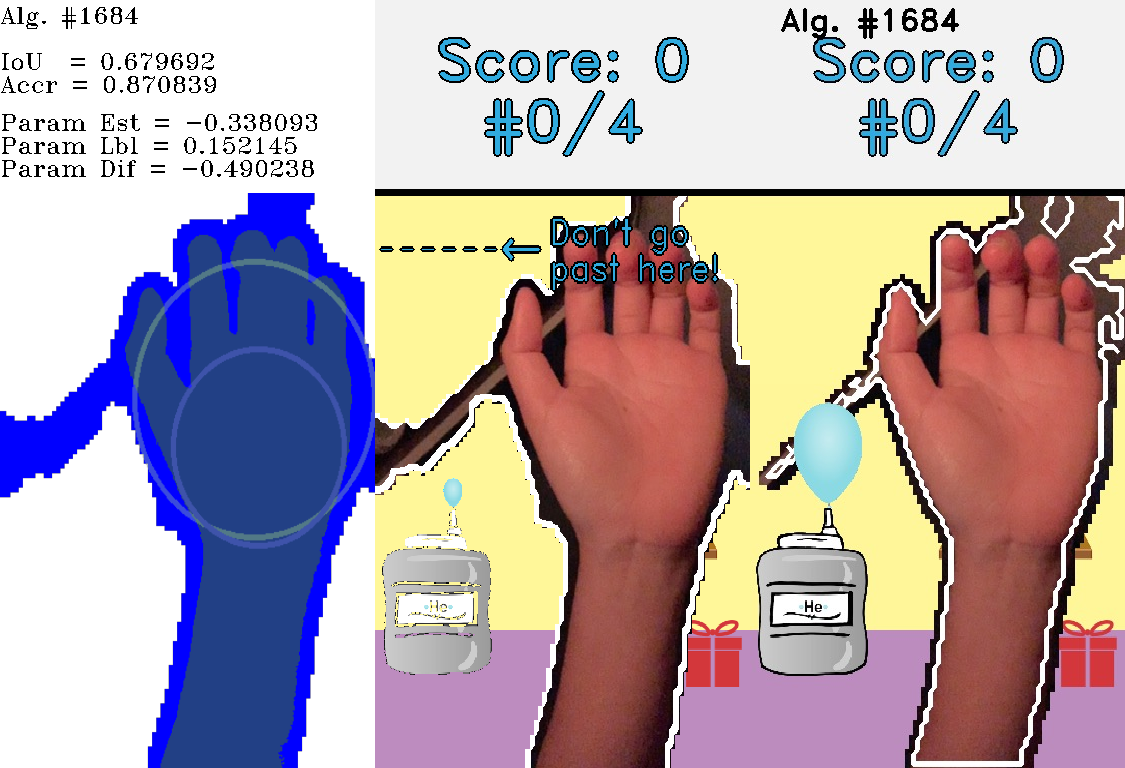 Alg. #1684
IoU = 0.679692
Accr = 0.870839
Param Est = −0.338093
Param Lbl = 0.152145
Param Dif = −0.490238
Score: 0
#0/4
Don't go
past here!
He
Alg. #1684
Score: 0
#0/4
He